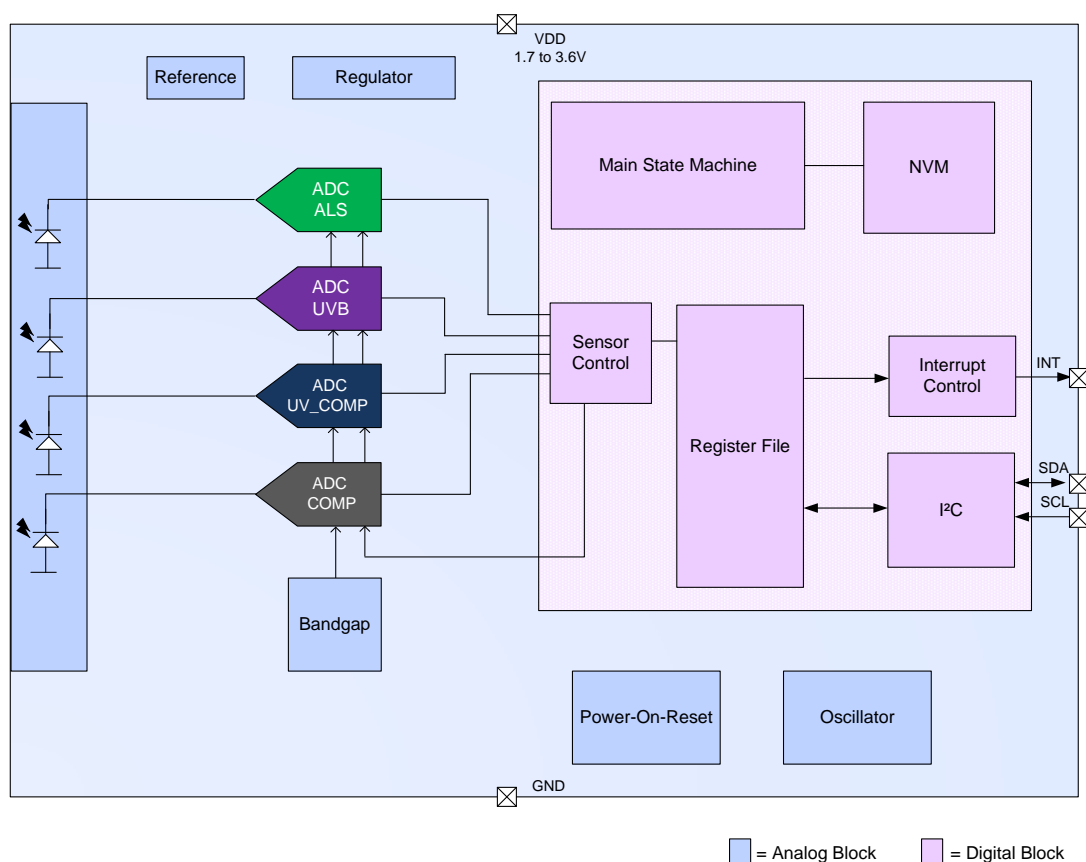 VDD
1.7 to 3.6V
Reference
Regulator
Main State Machine
NVM
ADC
ALS
ADC
UVB
Sensor
Control
ADC
UV_COMP
Interrupt
Control
INT
Register File
ADC
COMP
I²C
SDA
SCL
Bandgap
Power-On-Reset
Oscillator
GND
= Analog Block
= Digital Block